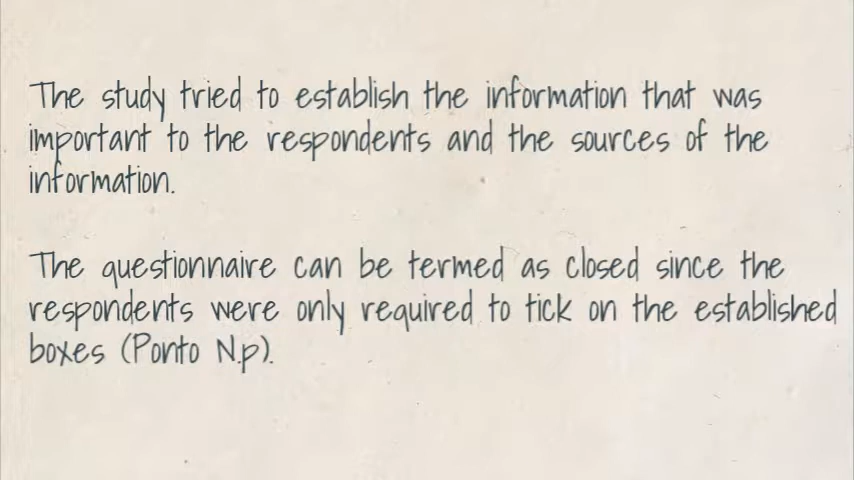 The study tried to establish the information that was
important to the respondents and the sources of the
information.
The questionnaire can be termed as closed since the
respondents were only required to tick on the established
boxes (Ponto N.p).